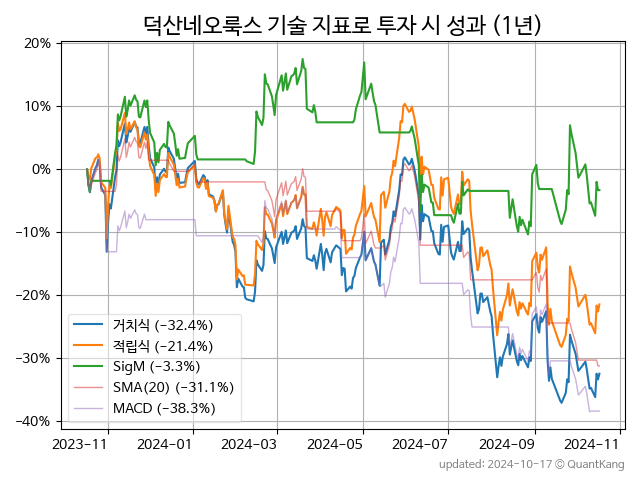 덕산네오룩스 기술 지표로 투자 시 성과 (1년)
20%
10%
0%
−10%
−20%
−30%
−40%
거치식 (−32.4%)
적립식 (−21.4%)
SigM (−3.3%)
SMA(20) (−31.1%)
MACD (−38.3%)
2023-11 2024-01 2024-03 2024-05 2024-07 2024-09 2024-11
updated: 2024-10-17 © QuantKang